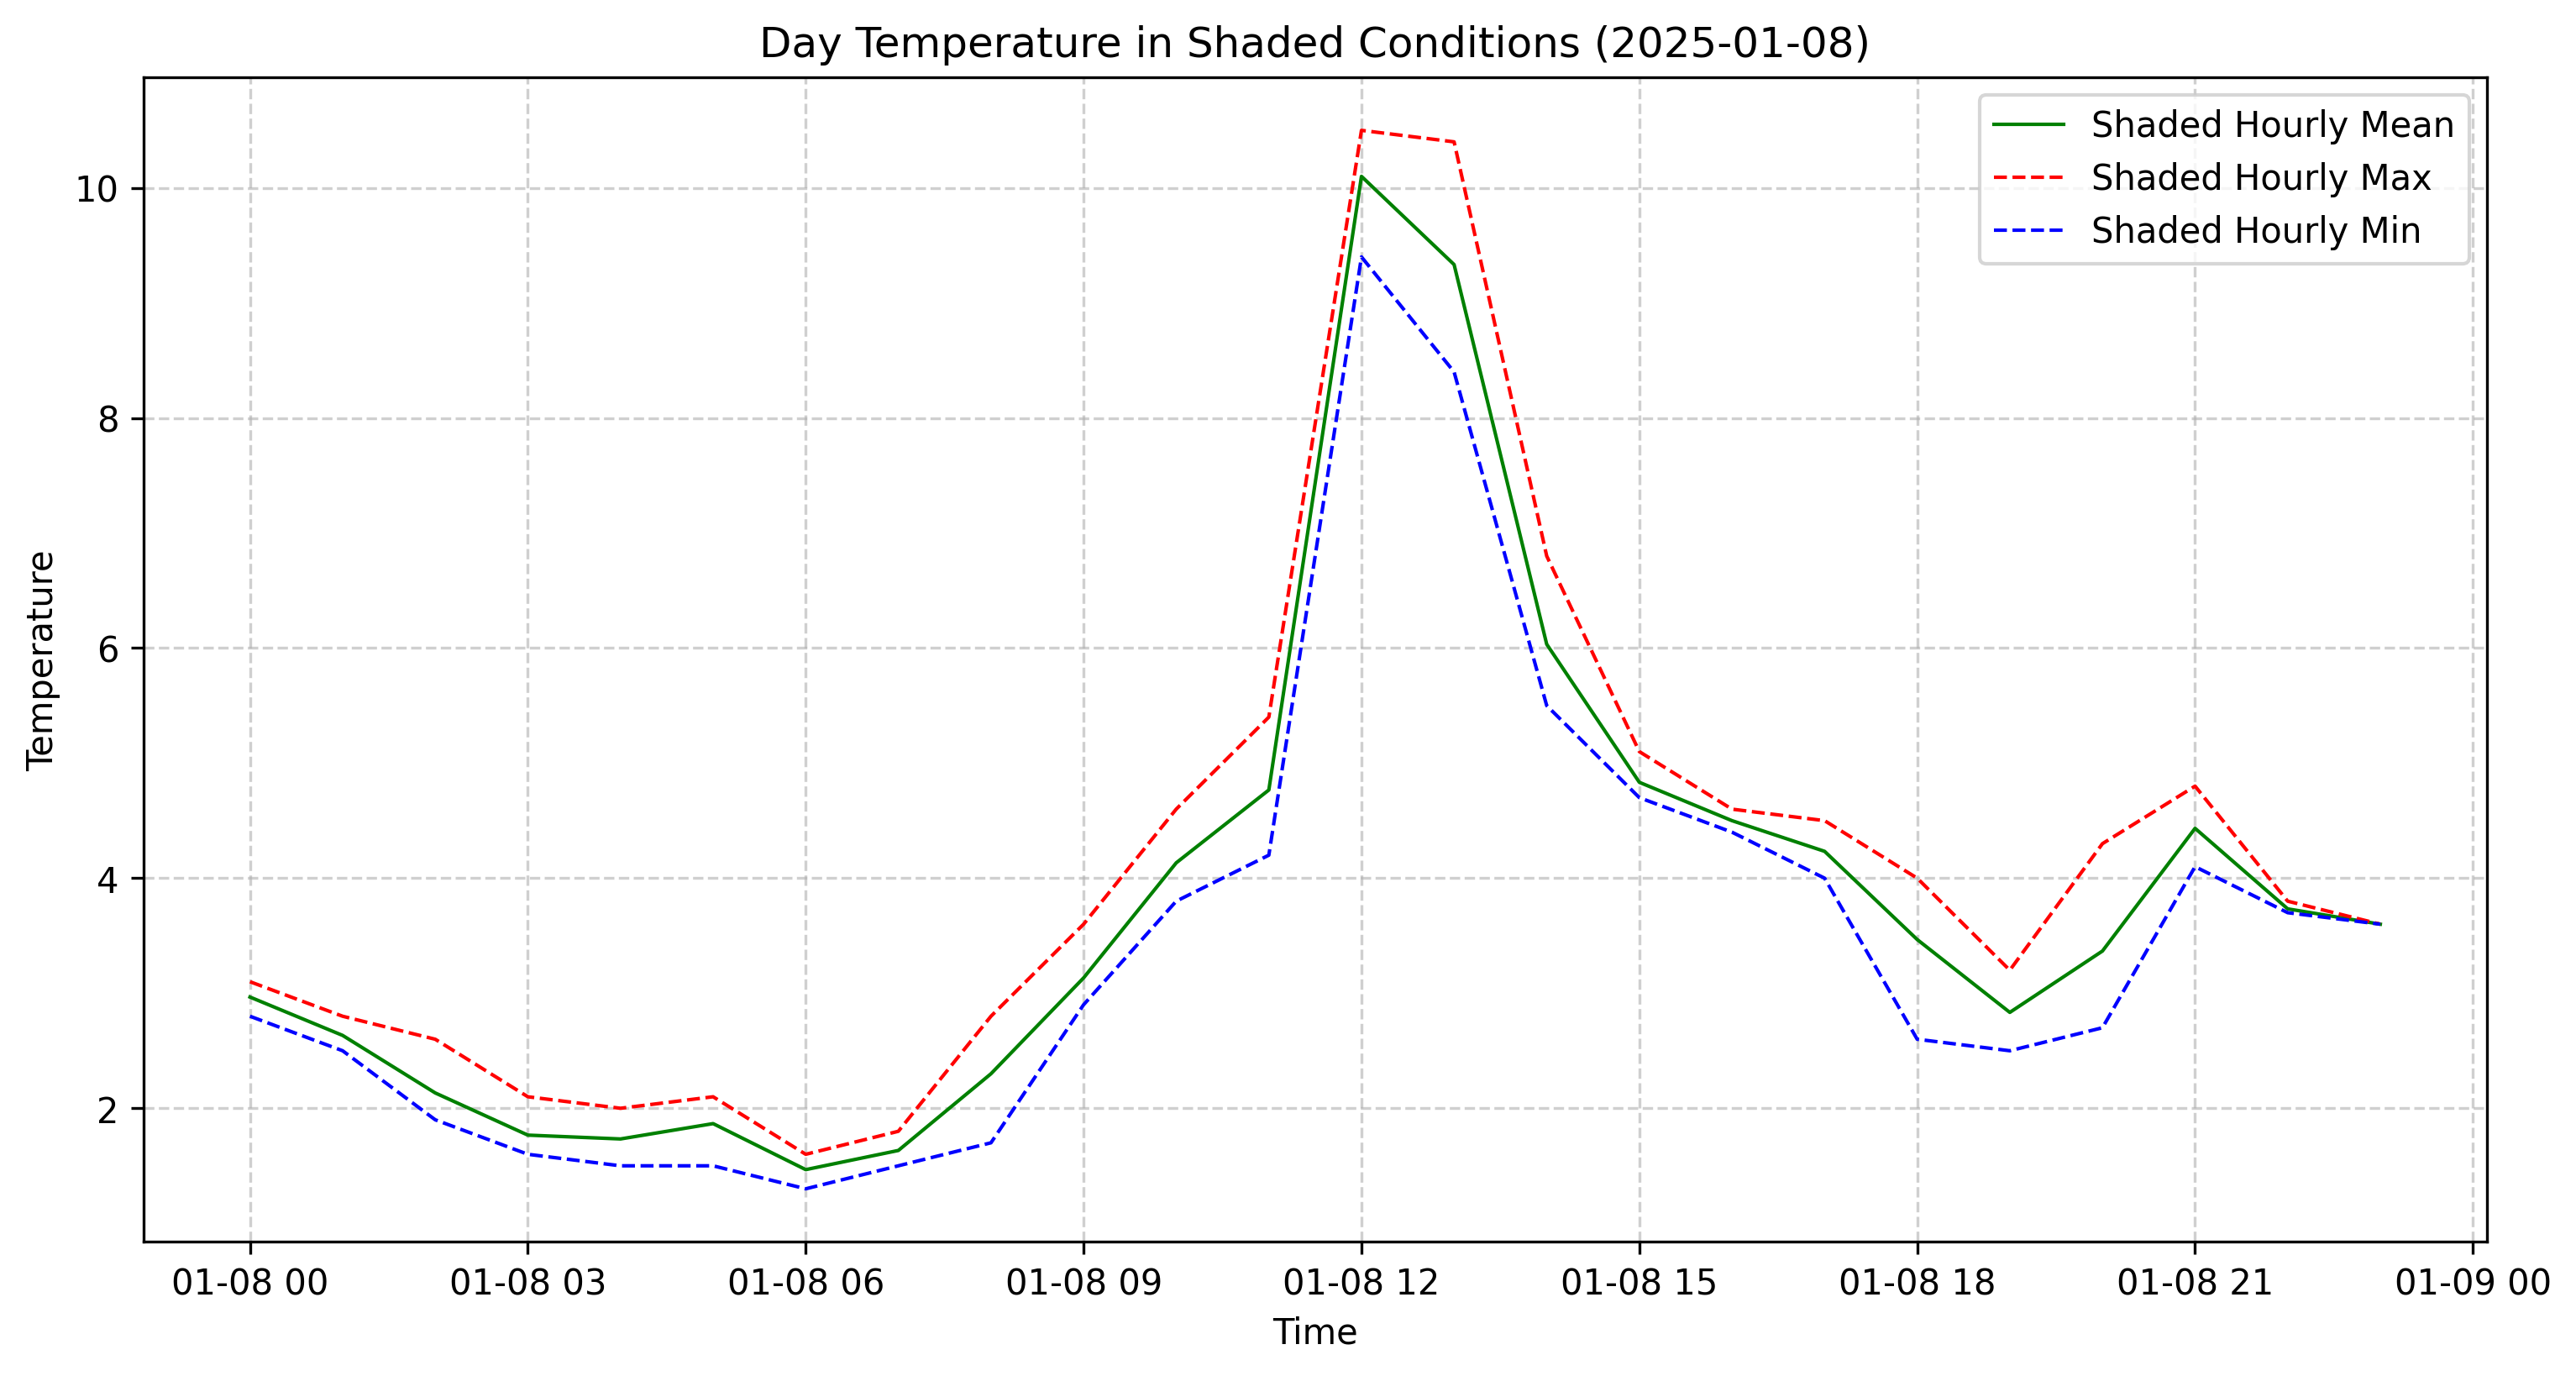 Day Temperature in Shaded Conditions (2025-01-08)
Shaded Hourly Mean
Shaded Hourly Max
Shaded Hourly Min
Temperature
10
8
6
4
2
01-08 00 01-08 03 01-08 06 01-08 09 01-08 12 01-08 15 01-08 18 01-08 21 01-09 00
Time